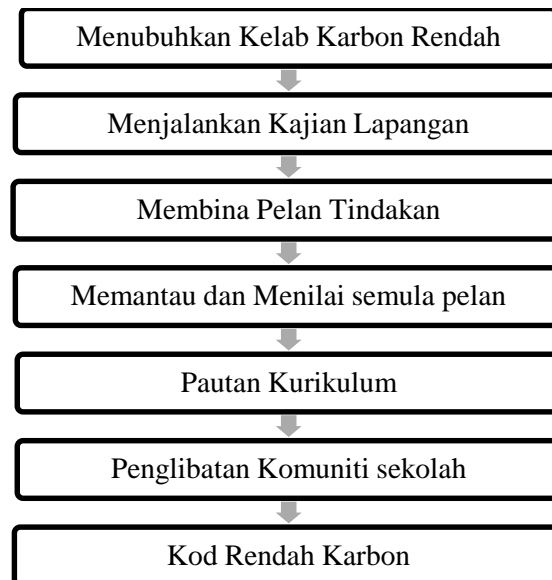 Menubuhkan Kelab Karbon Rendah
Menjalankan Kajian Lapangan
Membina Pelan Tindakan
Memantau dan Menilai semula pelan
Pautan Kurikulum
Penglibatan Komuniti sekolah
Kod Rendah Karbon